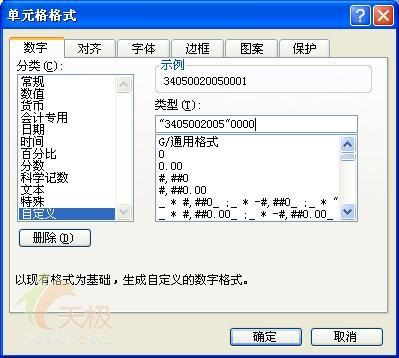 单元格格式
数字 对齐 字体 边框 图案 保护
分类(C):
常规
数值
货币
会计专用
日期
时间
百分比
分数
科学记数
文本
特殊
自定义
示例
34050020050001
类型(T):
"3405002005"0000
G/通用格式
0
0.00
#,##0
#,##0.00
_ * #,##0_ ;_ * -#,##0_ ;_ * "
_ * #,##0.00_ ;_ * -#,##0.00_
删除(D)
以现有格式为基础，生成自定义的数字格式。
天极
yesky.com
确定 取消